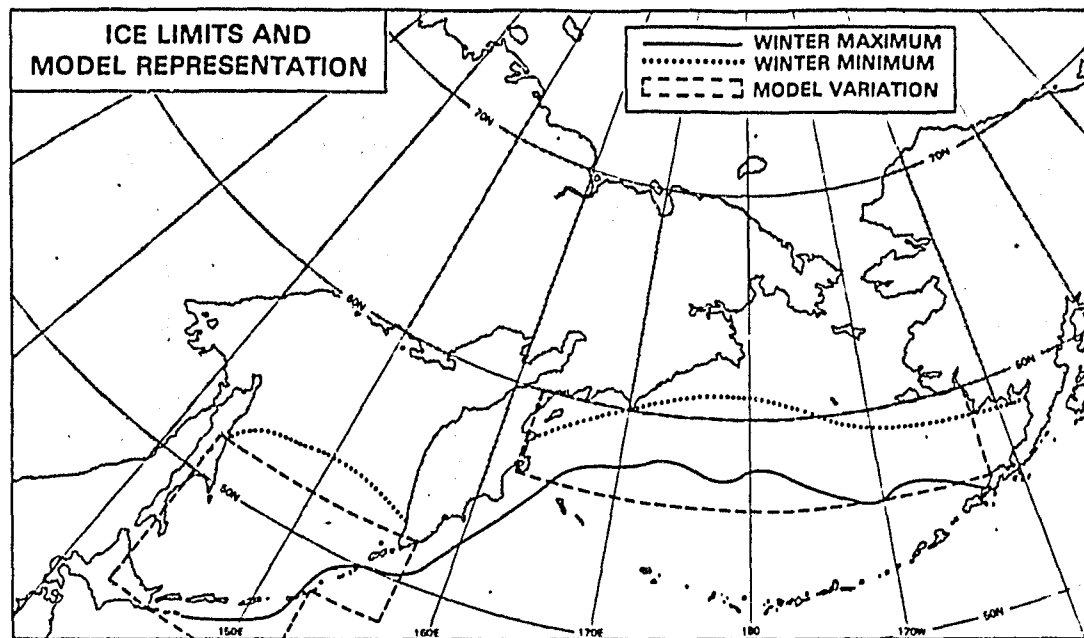 ICE LIMITS AND
MODEL REPRESENTATION
WINTER MAXIMUM
WINTER MINIMUM
MODEL VARIATION
70N
70N
60N
60N
50N
50N
150E
160E
170E
180
170W